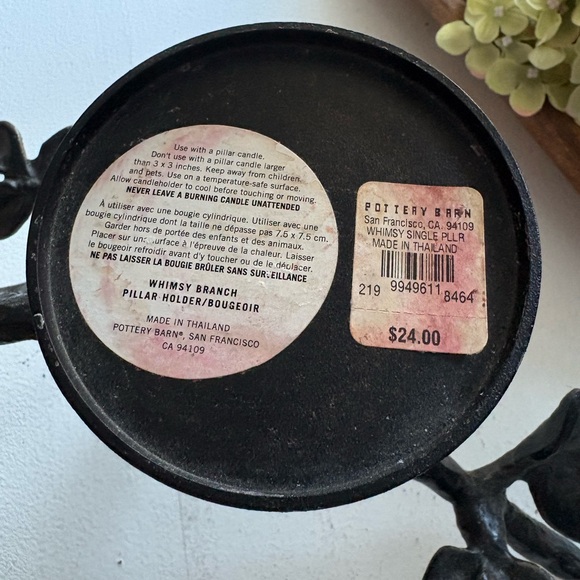 Use with a pillar candle.
Don't use with a pillar candle larger
than 3 x 3 inches. Keep away from children.
and pets. Use on a temperature-safe surface.
Allow candleholder to cool before touching or moving.
NEVER LEAVE A BURNING CANDLE UNATTENDED
À utiliser avec une bougie cylindrique. Utiliser avec une
bougie cylindrique dont la taille ne dépasse pas 7.5 x 7.5 cm.
Garder hors de portée des enfants et des animaux.
Placer sur une surface à l'épreuve de la chaleur. Laisser
le bougeoir refroidir avant d'y toucher ou de le déplacer.
NE PAS LAISSER LA BOUGIE BRÛLER SANS SURVEILLANCE
WHIMSY BRANCH
PILLAR HOLDER/BOUGEOIR
MADE IN THAILAND
POTTERY BARN®, SAN FRANCISCO
CA 94109
POTTERY BARN
San Francisco, CA. 94109
WHIMSY SINGLE PLLR
MADE IN THAILAND
219 9949611 8464
$24.00